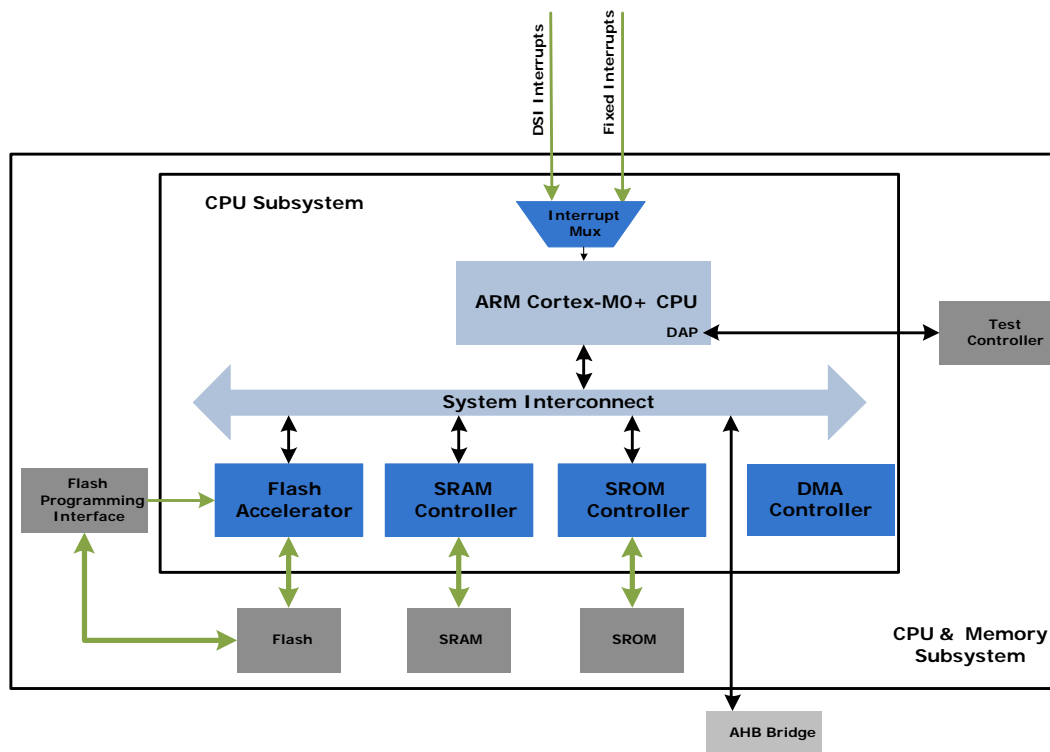 DSI Interrupts
Fixed Interrupts
CPU Subsystem
Interrupt
Mux
ARM Cortex-M0+ CPU
DAP
Test
Controller
System Interconnect
Flash
Programming
Interface
Flash
Accelerator
SRAM
Controller
SROM
Controller
DMA
Controller
Flash
SRAM
SROM
CPU & Memory
Subsystem
AHB Bridge